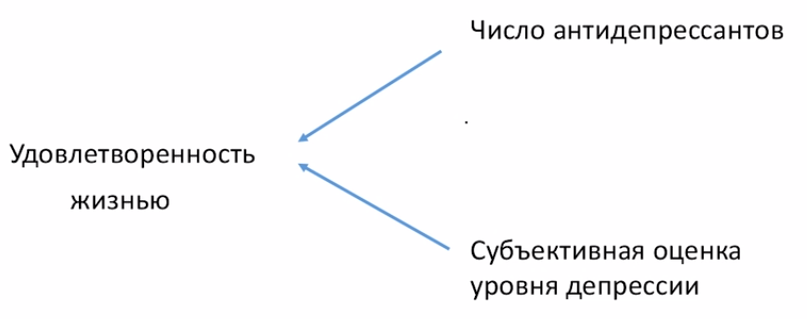 Число антидепрессантов
Удовлетворенность
жизнью
Субъективная оценка
уровня депрессии